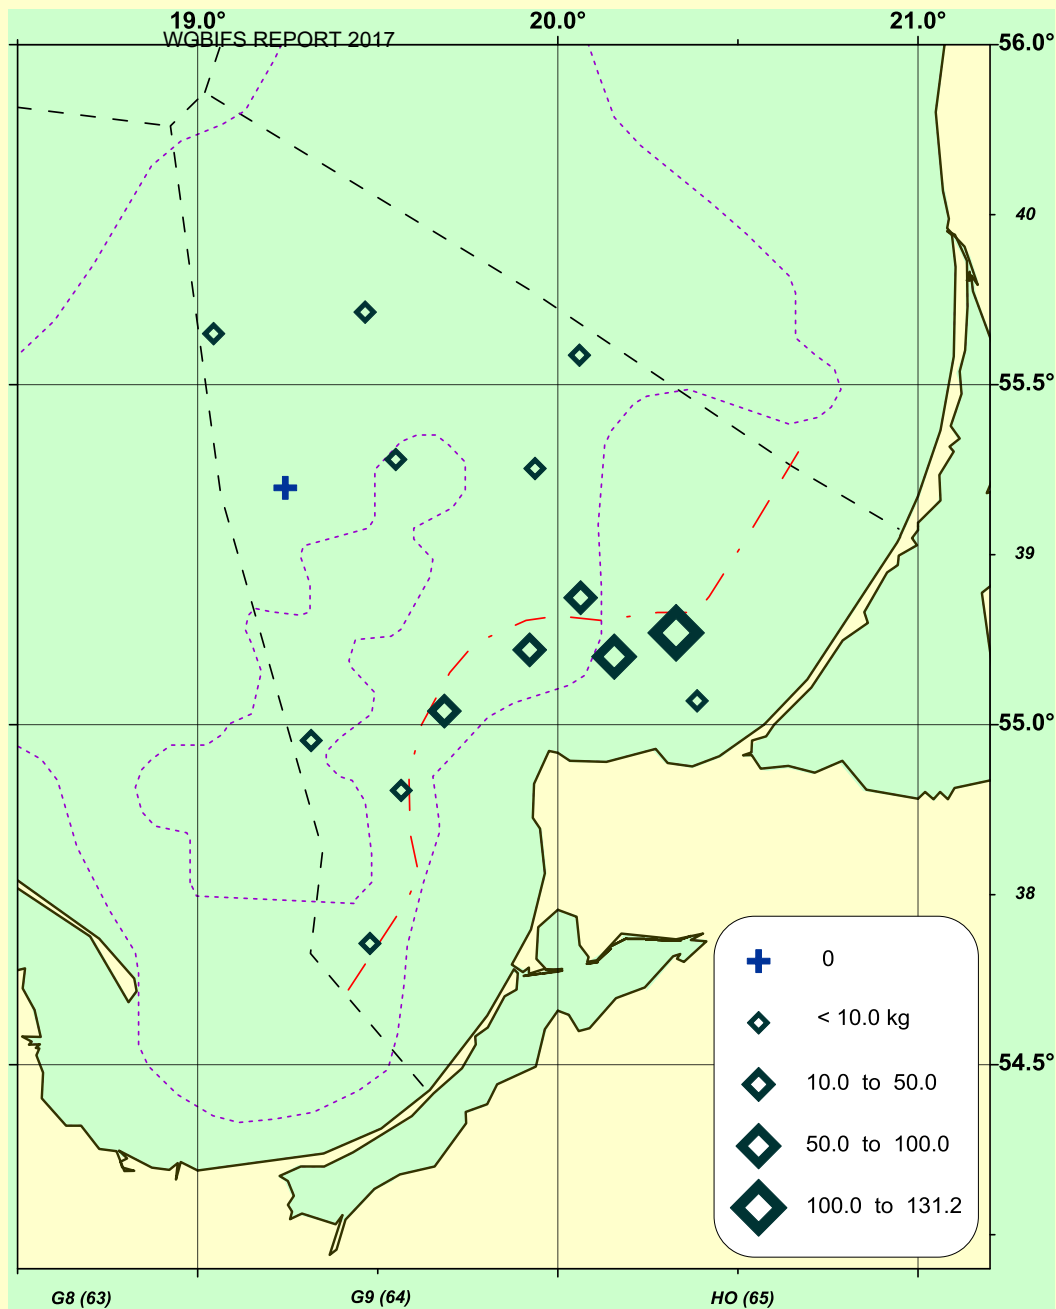 19.0° 20.0° 21.0°
WGBIFS REPORT 2017
56.0°
40
55.5°
39
55.0°
38
0
< 10.0 kg
54.5°
10.0 to 50.0
50.0 to 100.0
100.0 to 131.2
G8 (63) G9 (64) HO (65)